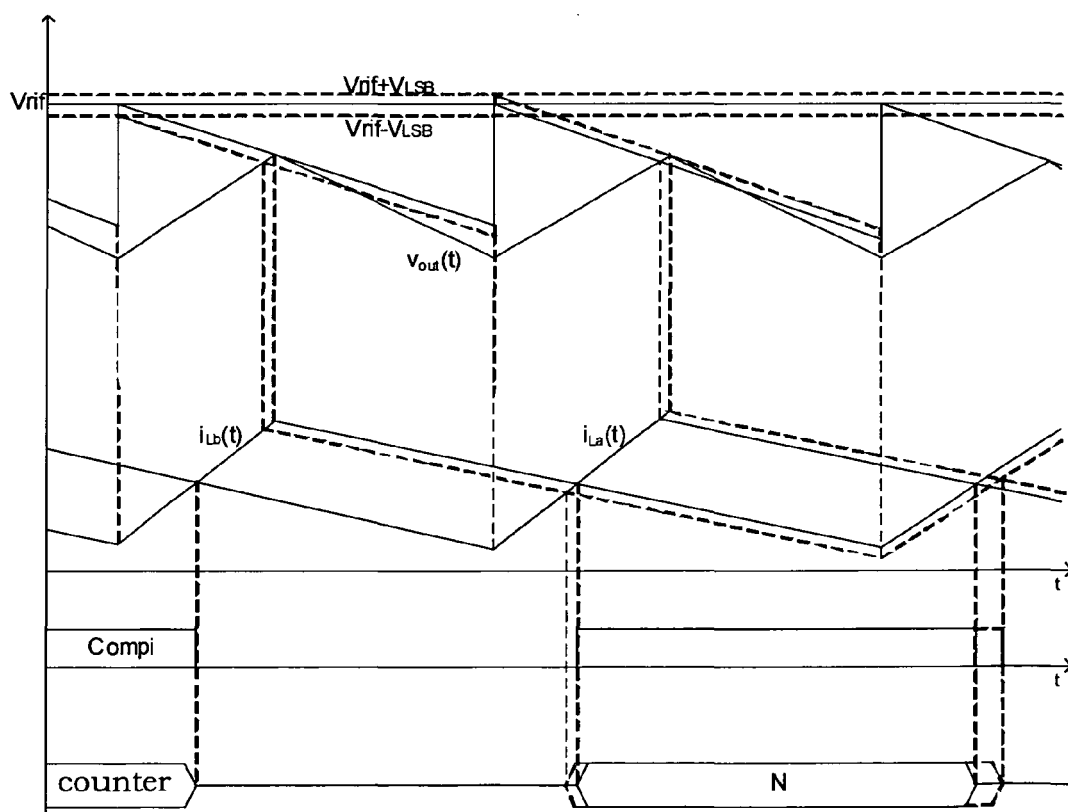 Vrif+VLSB
Vrif
Vrif-VLSB
vout(t)
iLb(t)
iLa(t)
t
Compi
t
counter
N